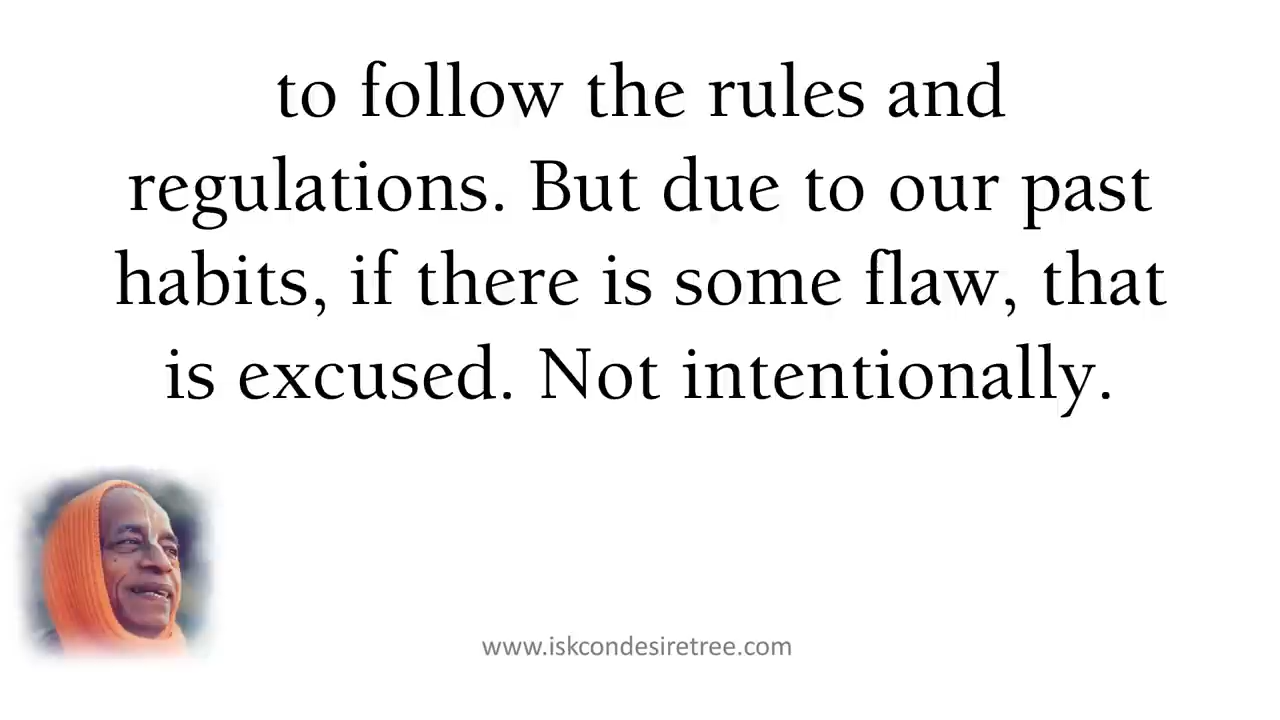 to follow the rules and
regulations. But due to our past
habits, if there is some flaw, that
is excused. Not intentionally.
www.iskcondesiretree.com